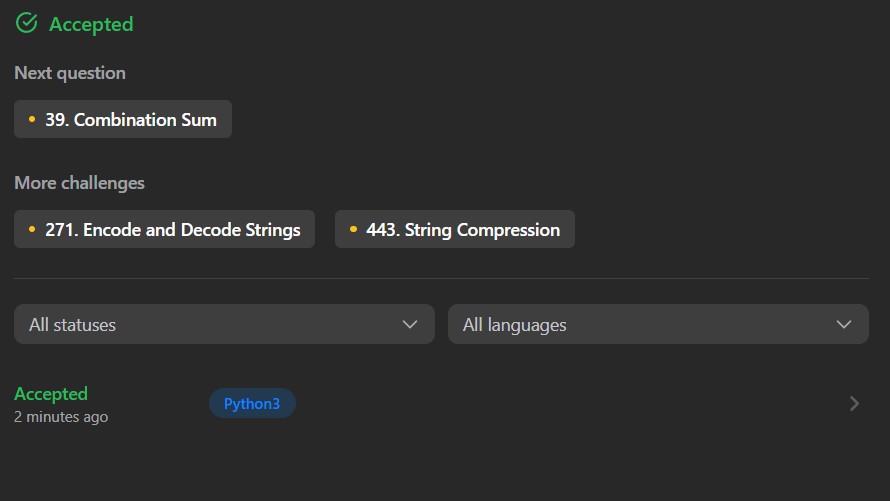 Accepted
Next question
39. Combination Sum
More challenges
271. Encode and Decode Strings 443. String Compression
All statuses All languages
Accepted Python3
2 minutes ago